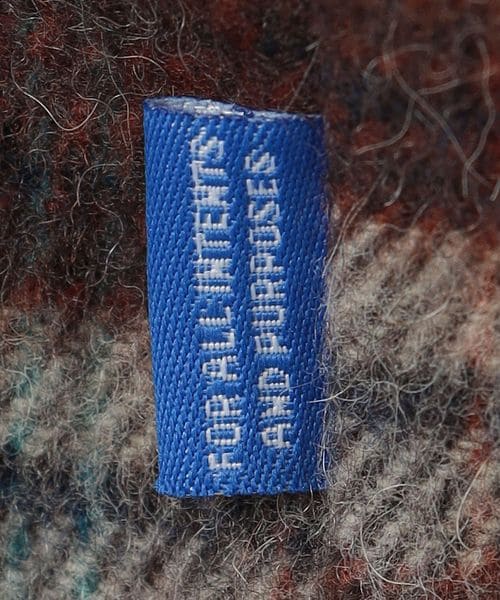 FOR ALL INTENTS
AND PURPOSES